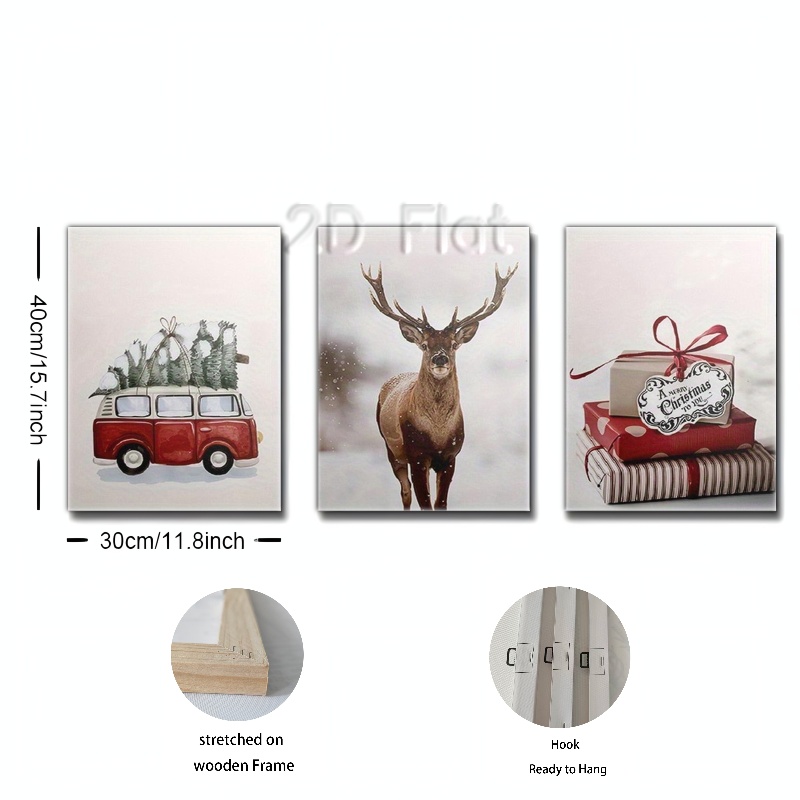 2.D Flat.
40cm/15.7inch
A MERRY
Christmas
TO YOU
30cm/11.8inch
stretched on
wooden Frame
Hook
Ready to Hang